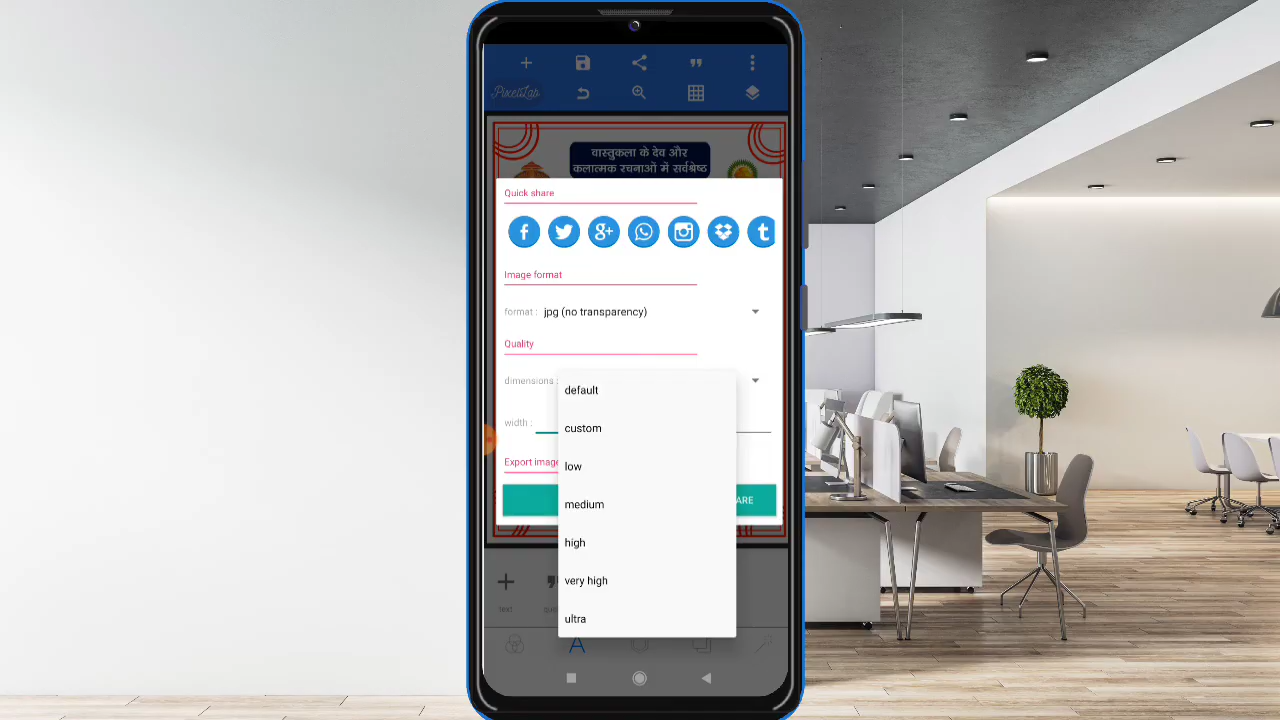 PixelLab
वास्तुकला के देव और
कलात्मक रचनाओं में सर्वश्रेष्ठ
Quick share
Image format
format : jpg (no transparency)
Quality
dimensions :
default
width :
custom
low
Export image
medium
ARE
high
very high
ultra
text